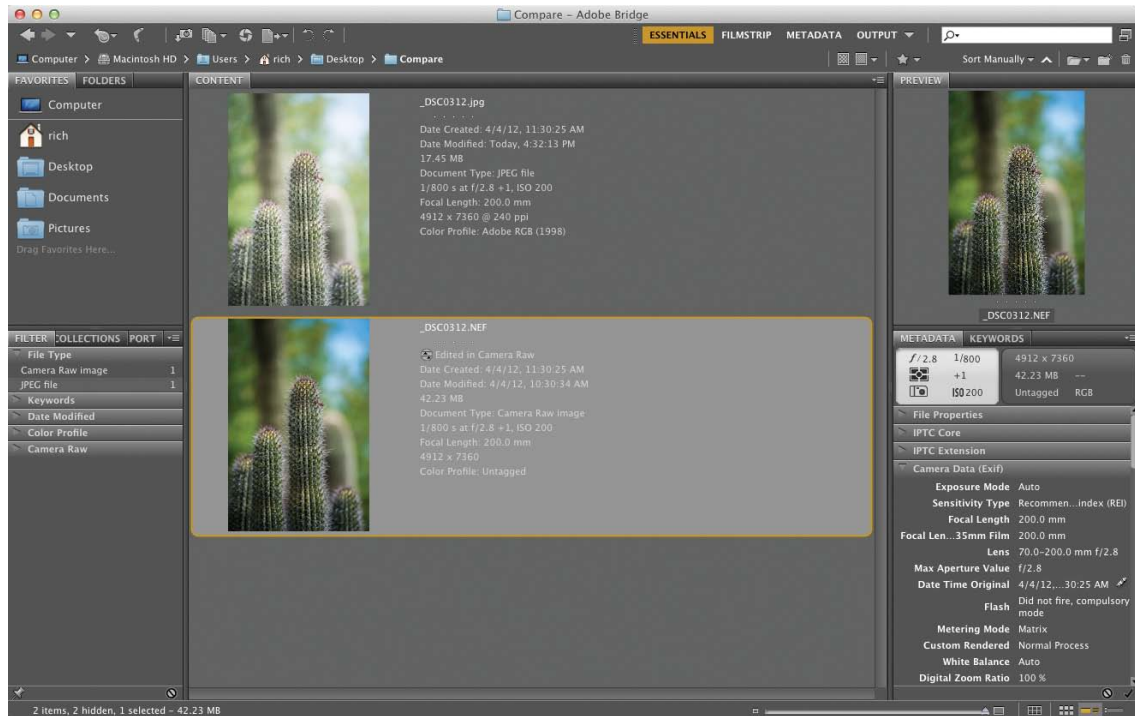 Compare – Adobe Bridge
ESSENTIALS FILMSTRIP METADATA OUTPUT
Computer > Macintosh HD > Users > rich > Desktop > Compare
Sort Manually
FAVORITES FOLDERS
Computer
rich
Desktop
Documents
Pictures
Drag Favorites Here...
FILTER COLLECTIONS PORT
File Type
Camera Raw image 1
JPEG file 1
Keywords
Date Modified
Color Profile
Camera Raw
CONTENT
_DSC0312.jpg
Date Created: 4/4/12, 11:30:25 AM
Date Modified: Today, 4:32:13 PM
17.45 MB
Document Type: JPEG file
1/800 s at f/2.8 +1, ISO 200
Focal Length: 200.0 mm
4912 x 7360 @ 240 ppi
Color Profile: Adobe RGB (1998)
_DSC0312.NEF
Edited in Camera Raw
Date Created: 4/4/12, 11:30:25 AM
Date Modified: 4/4/12, 10:30:34 AM
42.23 MB
Document Type: Camera Raw image
1/800 s at f/2.8 +1, ISO 200
Focal Length: 200.0 mm
4912 x 7360
Color Profile: Untagged
PREVIEW
_DSC0312.NEF
METADATA KEYWORDS
f/2.8 1/800 4912 x 7360
+1 42.23 MB --
ISO200 Untagged RGB
File Properties
IPTC Core
IPTC Extension
Camera Data (Exif)
Exposure Mode Auto
Sensitivity Type Recommen...index (REI)
Focal Length 200.0 mm
Focal Len...35mm Film 200.0 mm
Lens 70.0-200.0 mm f/2.8
Max Aperture Value f/2.8
Date Time Original 4/4/12,...30:25 AM
Flash Did not fire, compulsory mode
Metering Mode Matrix
Custom Rendered Normal Process
White Balance Auto
Digital Zoom Ratio 100 %
2 items, 2 hidden, 1 selected – 42.23 MB